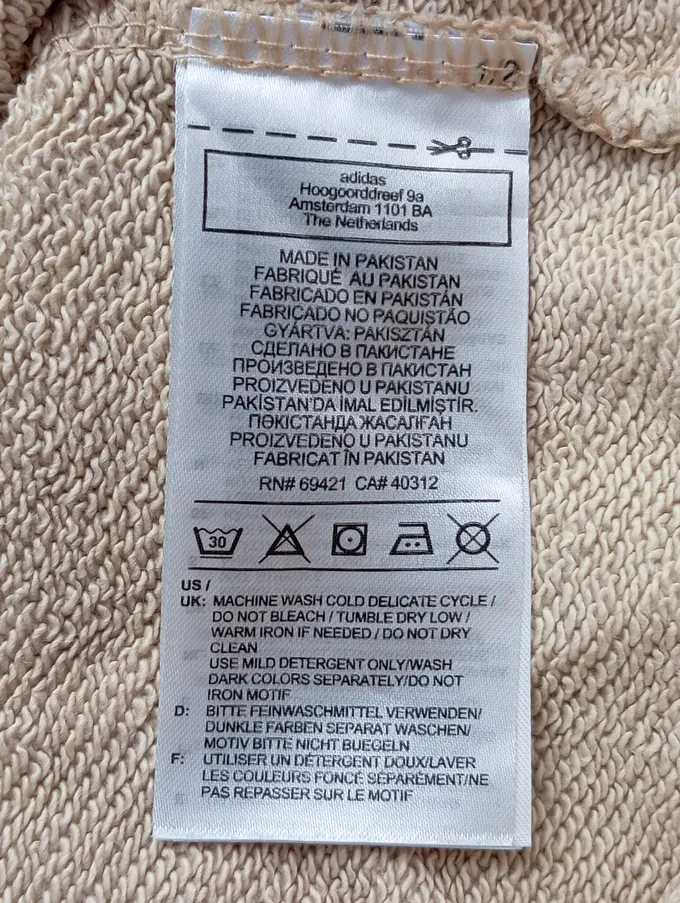 1/2
adidas
Hoogoorddreef 9a
Amsterdam 1101 BA
The Netherlands
MADE IN PAKISTAN
FABRIQUÉ AU PAKISTAN
FABRICADO EN PAKISTÁN
FABRICADO NO PAQUISTÃO
GYÁRTVA: PAKISZTÁN
СДЕЛАНО В ПАКИСТАНЕ
ПРОИЗВЕДЕНО В ПАКИСТАН
PROIZVEDENO U PAKISTANU
PAKİSTAN'DA İMAL EDİLMİŞTİR.
ПӘКІСТАНДА ЖАСАЛҒАН
PROIZVEDENO U PAKISTANU
FABRICAT ÎN PAKISTAN
RN# 69421 CA# 40312
30
US /
UK: MACHINE WASH COLD DELICATE CYCLE /
DO NOT BLEACH / TUMBLE DRY LOW /
WARM IRON IF NEEDED / DO NOT DRY
CLEAN
USE MILD DETERGENT ONLY/WASH
DARK COLORS SEPARATELY/DO NOT
IRON MOTIF
D: BITTE FEINWASCHMITTEL VERWENDEN/
DUNKLE FARBEN SEPARAT WASCHEN/
MOTIV BITTE NICHT BUEGELN
F: UTILISER UN DÉTERGENT DOUX/LAVER
LES COULEURS FONCÉ SÉPARÉMENT/NE
PAS REPASSER SUR LE MOTIF